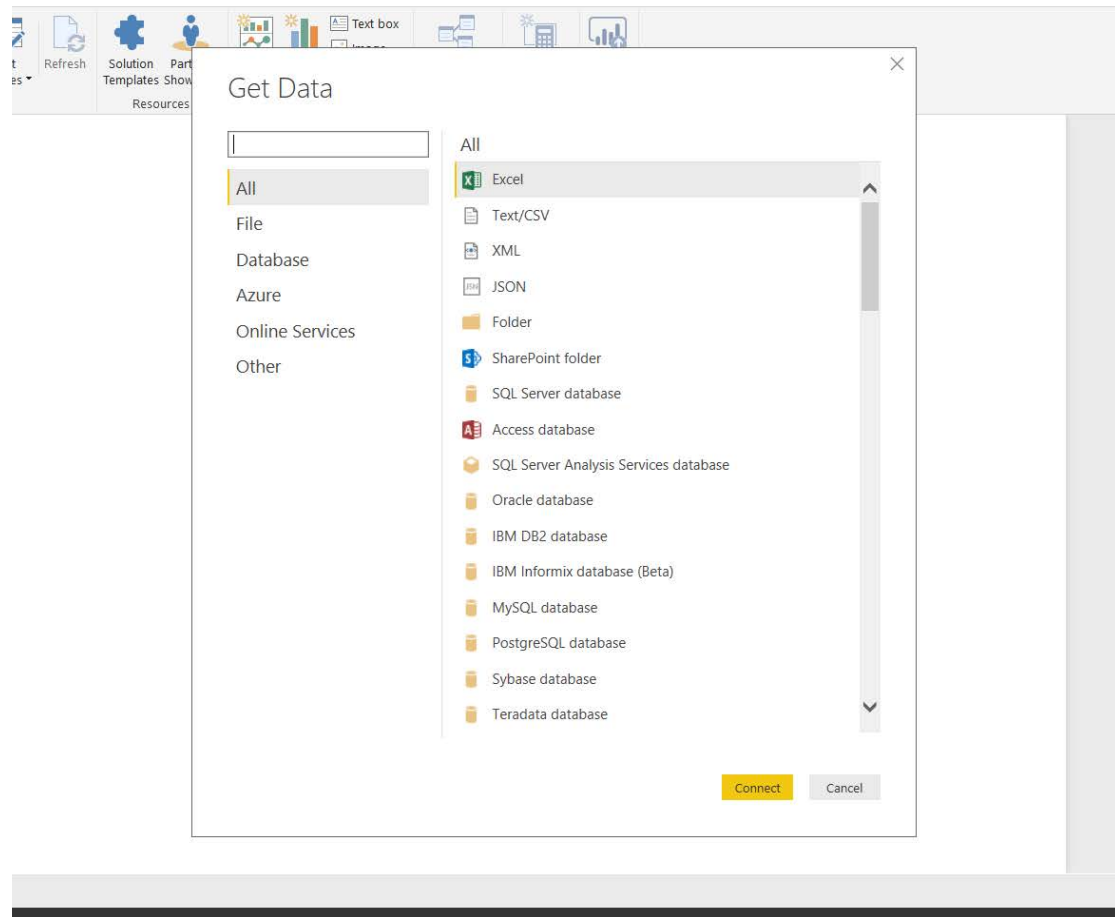 Text box
Refresh
Solution
Templates
Part
Show
Resources
Get Data
All
File
Database
Azure
Online Services
Other
All
Excel
Text/CSV
XML
JSON
Folder
SharePoint folder
SQL Server database
Access database
SQL Server Analysis Services database
Oracle database
IBM DB2 database
IBM Informix database (Beta)
MySQL database
PostgreSQL database
Sybase database
Teradata database
Connect
Cancel